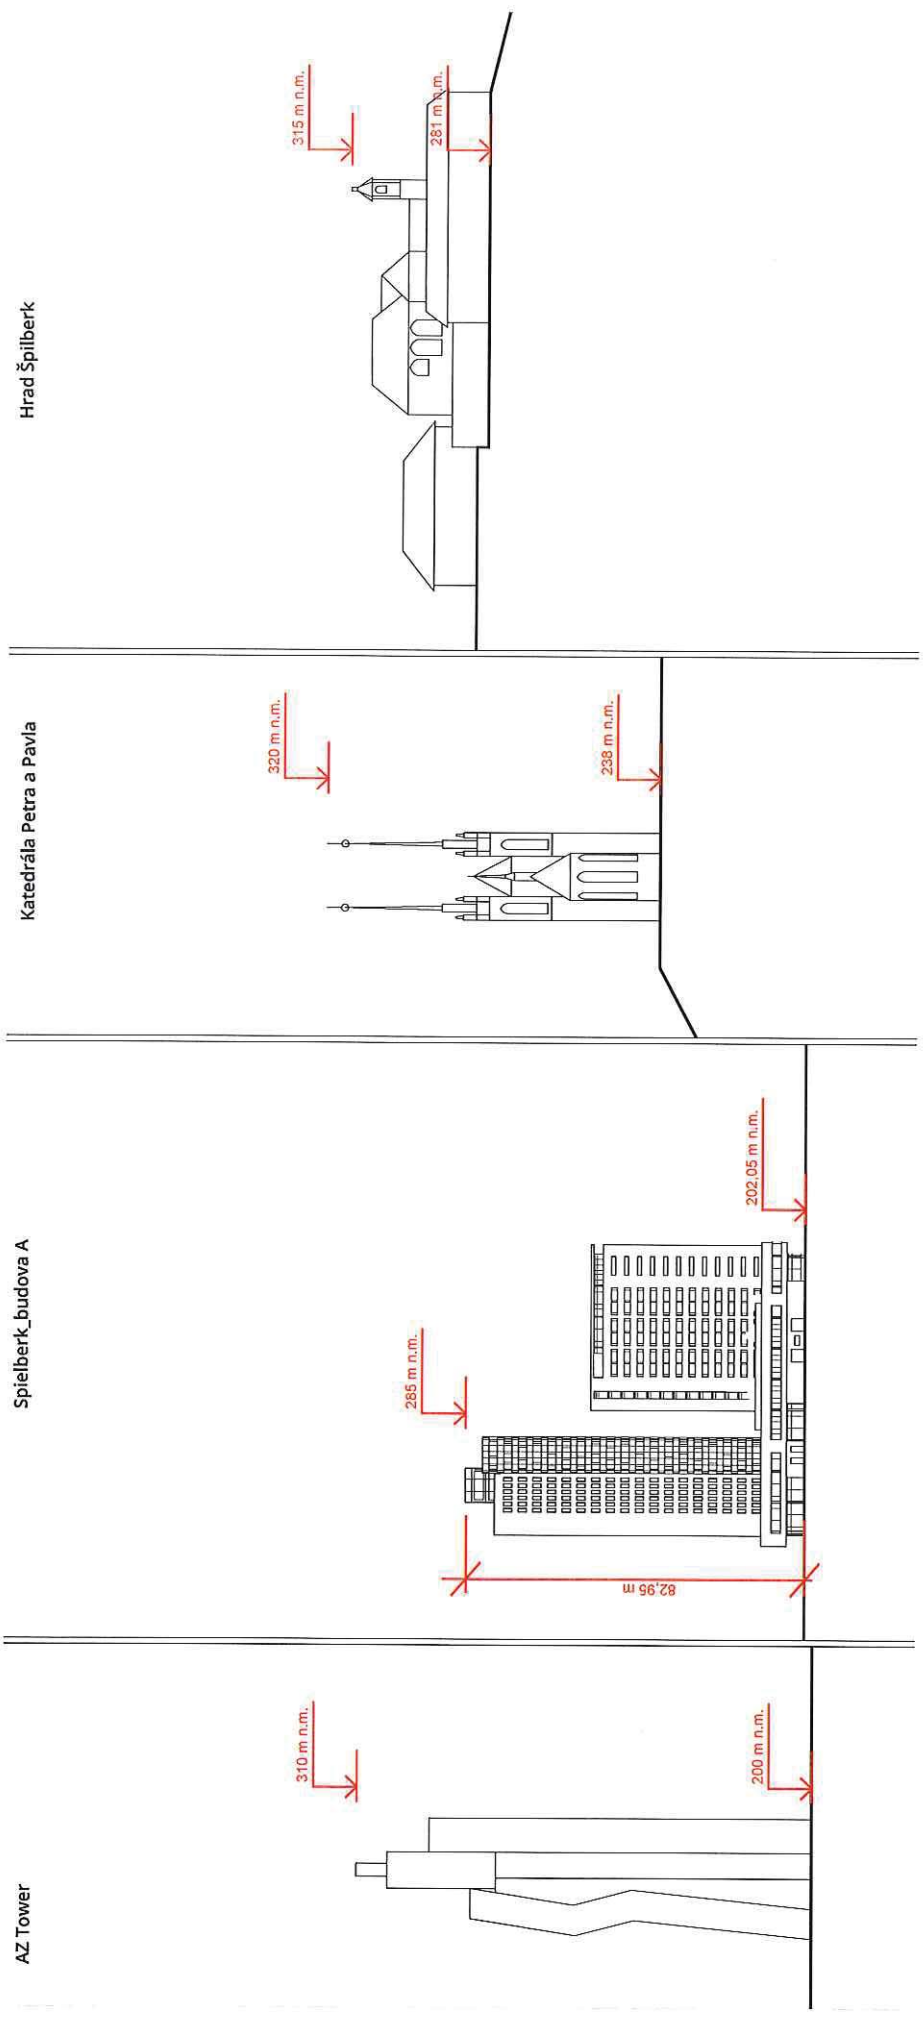 AZ Tower
310 m n.m.
200 m n.m.
Spielberk_budova A
285 m n.m.
202,05 m n.m.
82,95 m
Katedrála Petra a Pavla
320 m n.m.
238 m n.m.
Hrad Špilberk
315 m n.m.
281 m n.m.